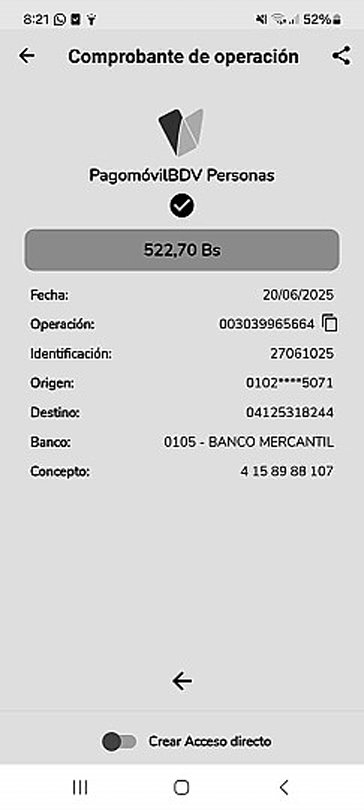 8:21 52%
Comprobante de operación
PagomóvilBDV Personas
522,70 Bs
Fecha: 20/06/2025
Operación: 003039965664
Identificación: 27061025
Origen: 0102****5071
Destino: 04125318244
Banco: 0105 - BANCO MERCANTIL
Concepto: 4 15 89 88 107
Crear Acceso directo